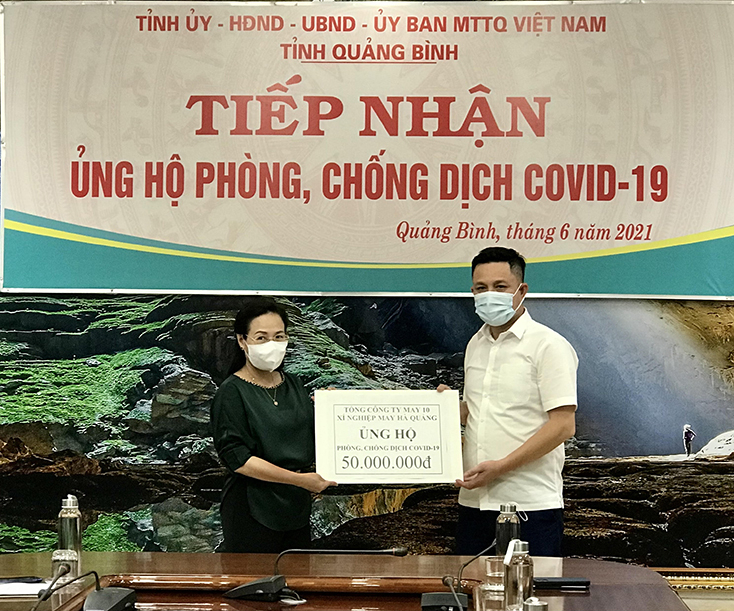 TỈNH ỦY - HĐND - UBND - ỦY BAN MTTQ VIỆT NAM
TỈNH QUẢNG BÌNH
TIẾP NHẬN
ỦNG HỘ PHÒNG, CHỐNG DỊCH COVID-19
Quảng Bình, tháng 6 năm 2021
TỔNG CÔNG TY MAY 10
XÍ NGHIỆP MAY HÀ QUẢNG
ỦNG HỘ
PHÒNG, CHỐNG DỊCH COVID-19
50.000.000đ